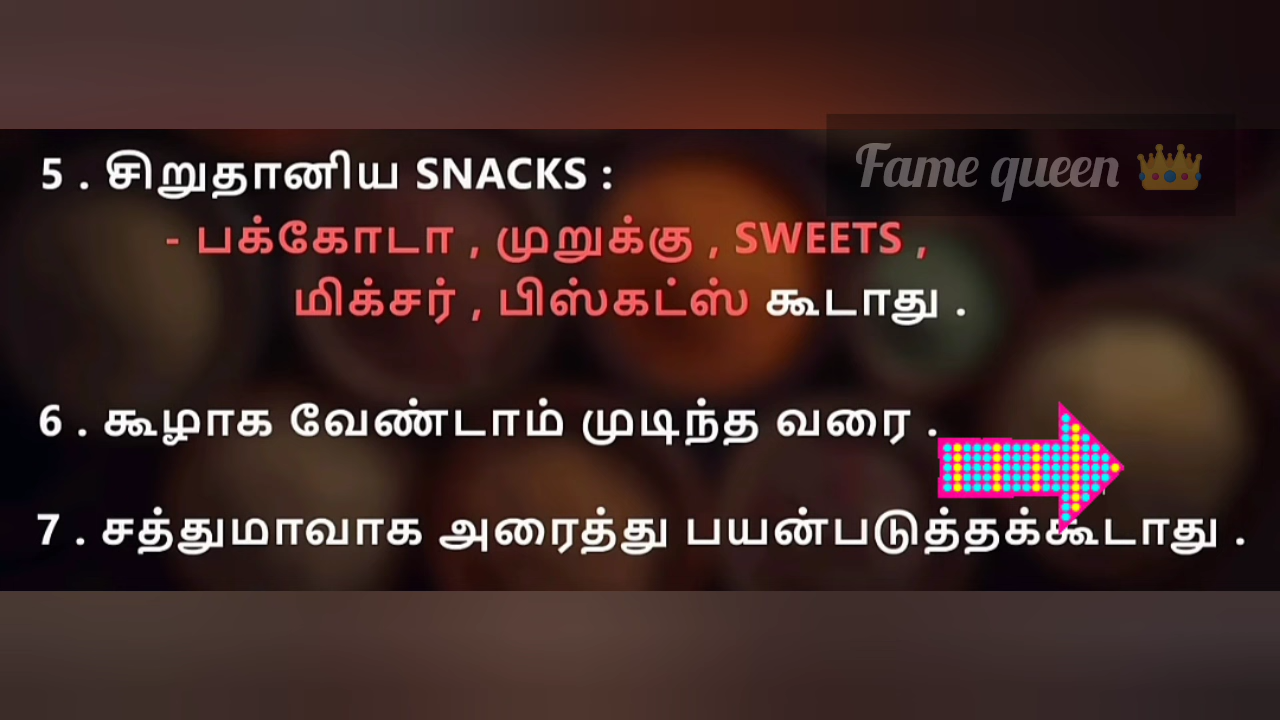 Fame queen
5 . சிறுதானிய SNACKS :
- பக்கோடா , முறுக்கு , SWEETS ,
மிக்சர் , பிஸ்கட்ஸ் கூடாது .
6 . கூழாக வேண்டாம் முடிந்த வரை .
7 . சத்துமாவாக அரைத்து பயன்படுத்தக்கூடாது .